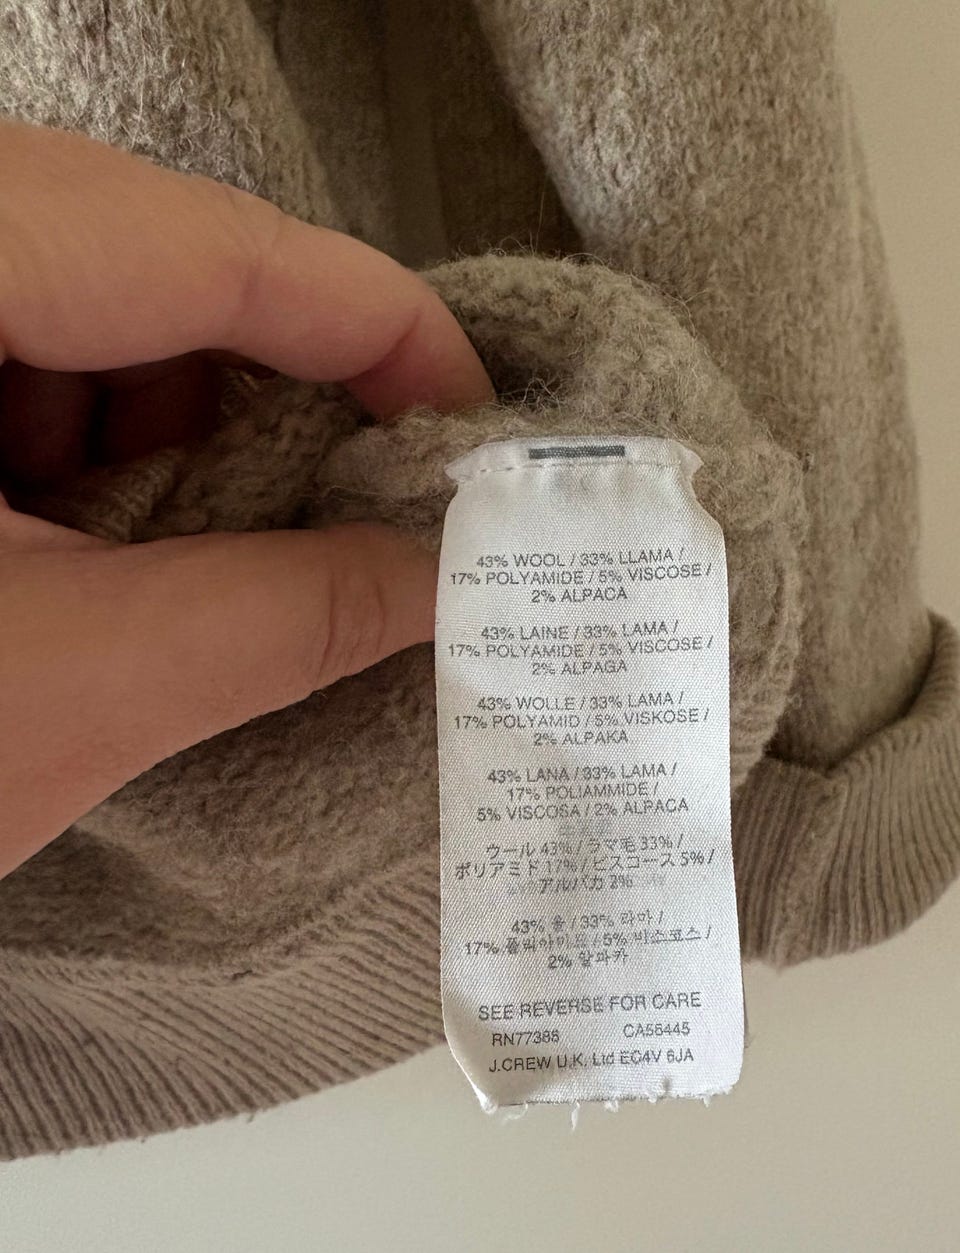 43% WOOL / 33% LLAMA /
17% POLYAMIDE / 5% VISCOSE /
2% ALPACA
43% LAINE / 33% LAMA /
17% POLYAMIDE / 5% VISCOSE /
2% ALPAGA
43% WOLLE / 33% LAMA /
17% POLYAMID / 5% VISKOSE /
2% ALPAKA
43% LANA / 33% LAMA /
17% POLIAMMIDE /
5% VISCOSA / 2% ALPACA
ウール 43% / ラマ毛 33% /
ポリアミド 17% / ビスコース 5% /
アルパカ 2%
43% 울 / 33% 라마 /
17% 폴리아미드 / 5% 비스코스 /
2% 알파카
SEE REVERSE FOR CARE
RN77388 CA56445
J.CREW U.K. Ltd EC4V 6JA